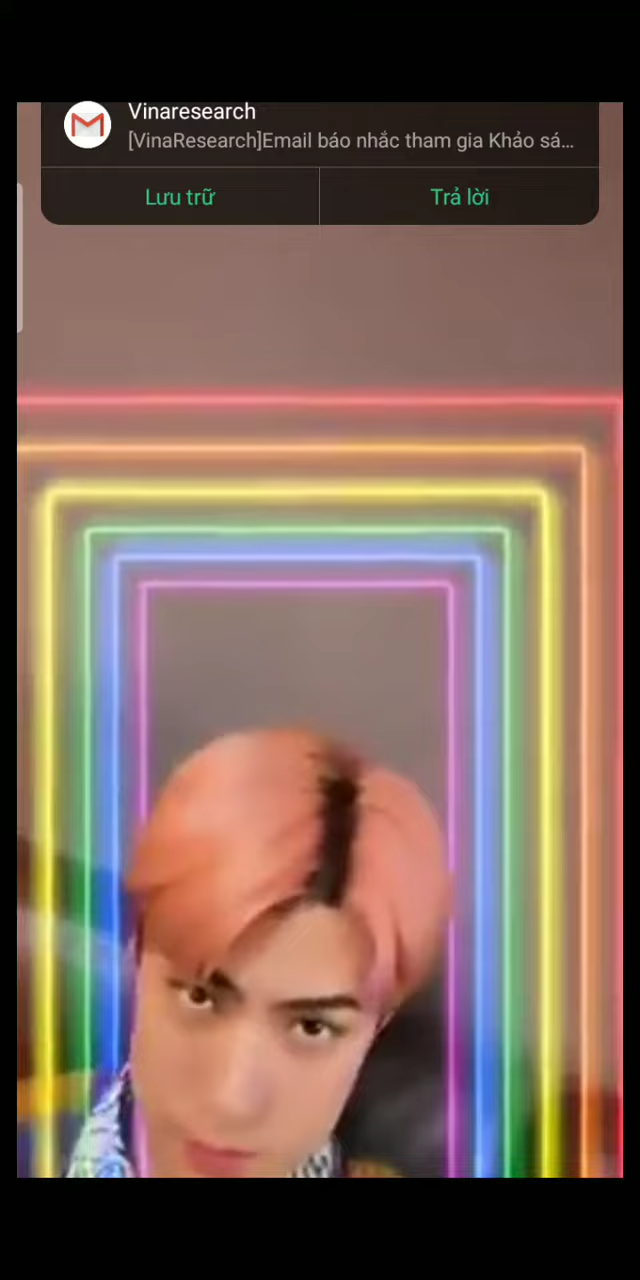 Vinaresearch
[VinaResearch]Email báo nhắc tham gia Khảo sá...
Lưu trữ
Trả lời